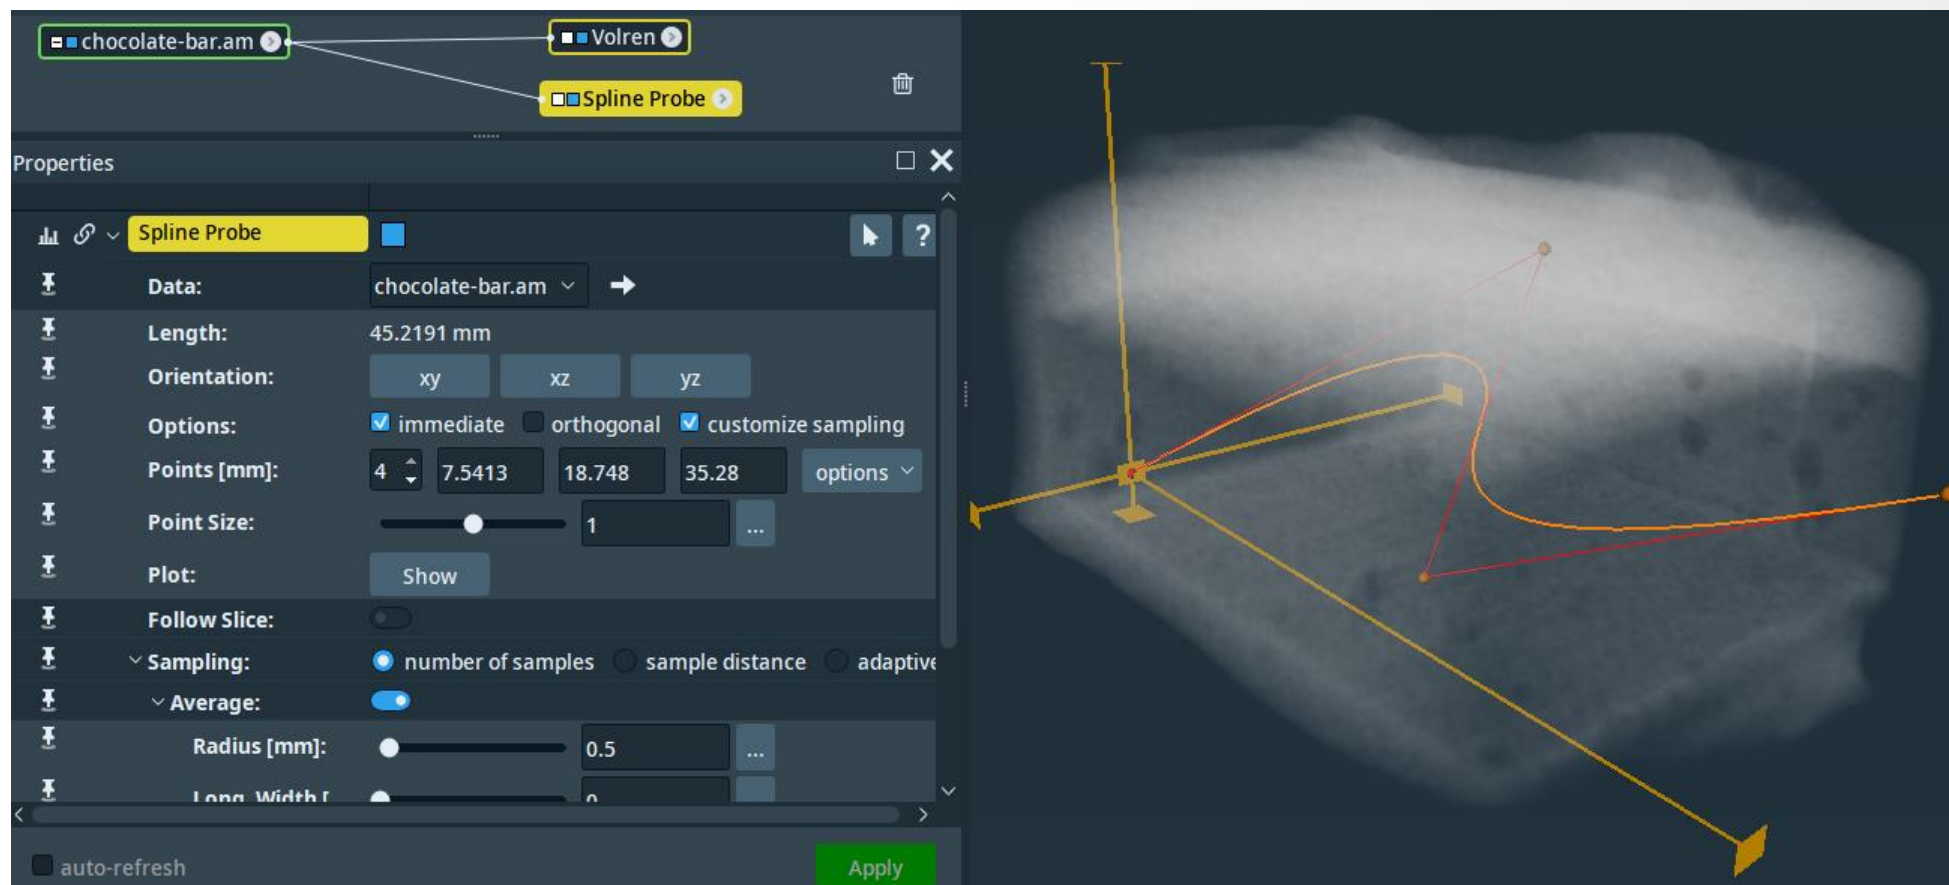 chocolate-bar.am
Volren
Spline Probe
Properties
Spline Probe
?
Data: chocolate-bar.am
Length: 45.2191 mm
Orientation: xy xz yz
Options: immediate orthogonal customize sampling
Points [mm]: 4 7.5413 18.748 35.28 options
Point Size: 1 ...
Plot: Show
Follow Slice:
Sampling: number of samples sample distance adaptive
Average:
Radius [mm]: 0.5 ...
Long. Width [ 0
auto-refresh Apply